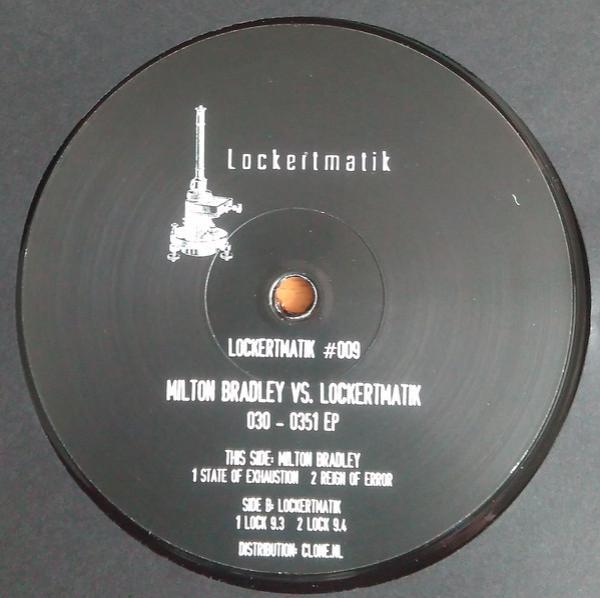 Lockertmatik
LOCKERTMATIK #009
MILTON BRADLEY VS. LOCKERTMATIK
030 - 0351 EP
THIS SIDE: MILTON BRADLEY
1 STATE OF EXHAUSTION 2 REIGN OF ERROR
SIDE B: LOCKERTMATIK
1 LOCK 9.3 2 LOCK 9.4
DISTRIBUTION: CLONE.NL